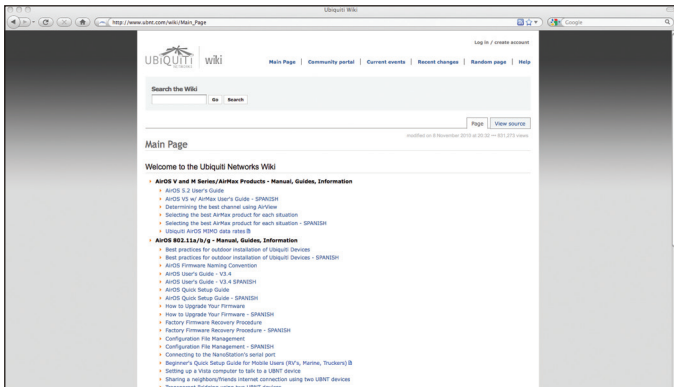 Ubiquiti Wiki
http://www.ubnt.com/wiki/Main_Page
Google
Log in / create account
UBiQUiTi wiki
NETWORKS
Main Page | Community portal | Current events | Recent changes | Random page | Help
Search the Wiki
Go Search
Page View source
Main Page
Welcome to the Ubiquiti Networks Wiki
AirOS V and M Series/AirMax Products - Manual, Guides, Information
AirOS 5.2 User's Guide
AirOS V5 w/ AirMax User's Guide - SPANISH
Determining the best channel using AirView
Selecting the best AirMax product for each situation
Selecting the best AirMax product for each situation - SPANISH
Ubiquiti AirOS MIMO data rates
AirOS 802.11a/b/g - Manual, Guides, Information
Best practices for outdoor installation of Ubiquiti Devices
Best practices for outdoor installation of Ubiquiti Devices - SPANISH
AirOS Firmware Naming Convention
AirOS User's Guide - V3.4
AirOS User's Guide - V3.4 SPANISH
AirOS Quick Setup Guide
AirOS Quick Setup Guide - SPANISH
How to Upgrade Your Firmware
How to Upgrade Your Firmware - SPANISH
Factory Firmware Recovery Procedure
Factory Firmware Recovery Procedure - SPANISH
Configuration File Management
Configuration File Management - SPANISH
Connecting to the NanoStation's serial port
Beginner's Quick Setup Guide for Mobile Users (RV's, Marine, Truckers)
Setting up a Vista computer to talk to a UBNT device
Sharing a neighbors/friends internet connection using two UBNT devices